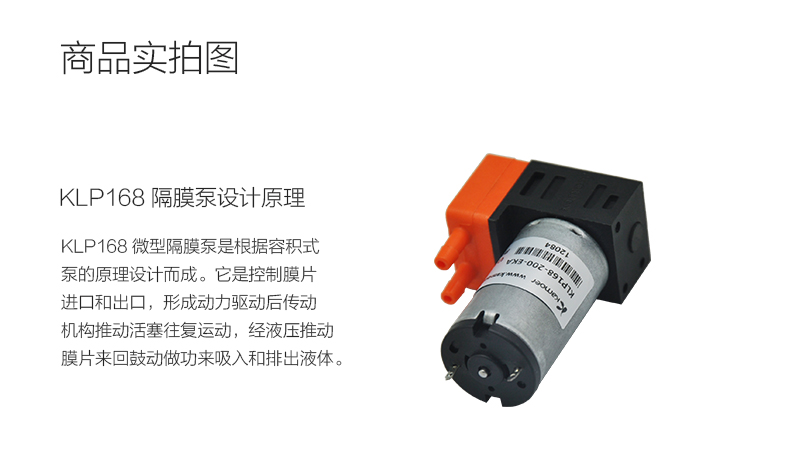 商品实拍图
KLP168 隔膜泵设计原理
KLP168 微型隔膜泵是根据容积式
泵的原理设计而成。它是控制膜片
进口和出口，形成动力驱动后传动
机构推动活塞往复运动，经液压推动
膜片来回鼓动做功来吸入和排出液体。
Kamoer
KLP168-200-EKA
12084